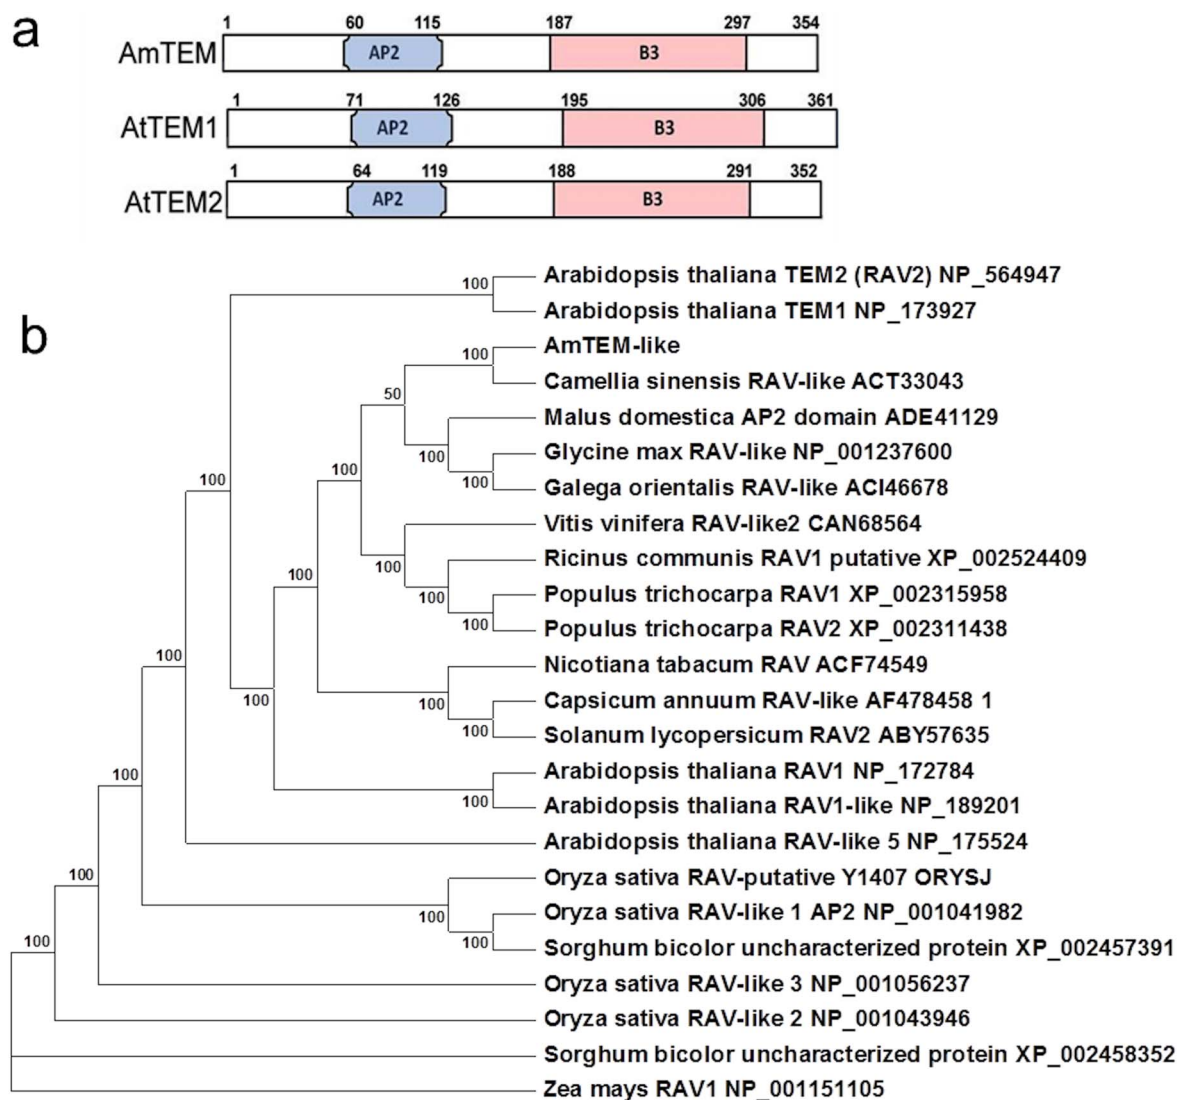 a
1 60 115 187 297 354
AmTEM AP2 B3
1 71 126 195 306 361
AtTEM1 AP2 B3
1 64 119 188 291 352
AtTEM2 AP2 B3
b
100 Arabidopsis thaliana TEM2 (RAV2) NP_564947
Arabidopsis thaliana TEM1 NP_173927
100 AmTEM-like
Camellia sinensis RAV-like ACT33043
50 Malus domestica AP2 domain ADE41129
100 Glycine max RAV-like NP_001237600
100 100 Galega orientalis RAV-like ACI46678
100 Vitis vinifera RAV-like2 CAN68564
100 Ricinus communis RAV1 putative XP_002524409
100 100 Populus trichocarpa RAV1 XP_002315958
100 Populus trichocarpa RAV2 XP_002311438
100 Nicotiana tabacum RAV ACF74549
100 100 Capsicum annuum RAV-like AF478458 1
100 Solanum lycopersicum RAV2 ABY57635
100 Arabidopsis thaliana RAV1 NP_172784
100 Arabidopsis thaliana RAV1-like NP_189201
Arabidopsis thaliana RAV-like 5 NP_175524
100 Oryza sativa RAV-putative Y1407 ORYSJ
100 Oryza sativa RAV-like 1 AP2 NP_001041982
100 100 Sorghum bicolor uncharacterized protein XP_002457391
Oryza sativa RAV-like 3 NP_001056237
Oryza sativa RAV-like 2 NP_001043946
Sorghum bicolor uncharacterized protein XP_002458352
Zea mays RAV1 NP_001151105